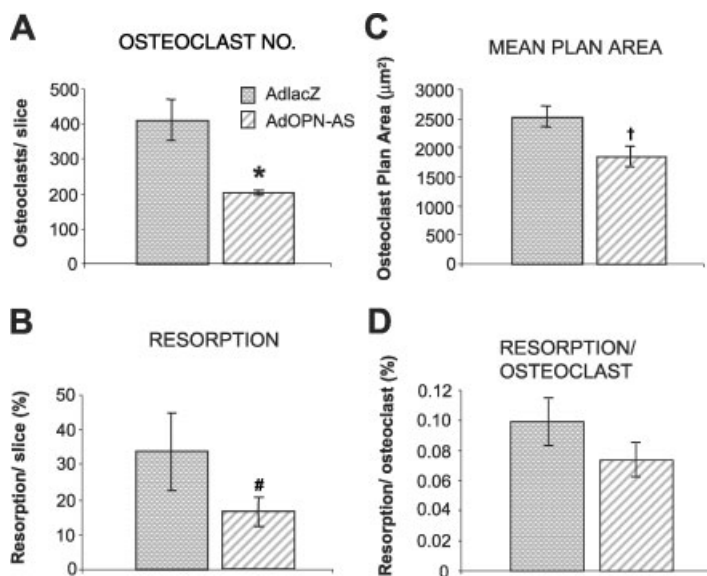 A
OSTEOCLAST NO.
Osteoclasts/ slice
500
400
300
200
100
0
AdlacZ
AdOPN-AS
*
C
MEAN PLAN AREA
Osteoclast Plan Area (μm²)
3000
2500
2000
1500
1000
500
0
†
B
RESORPTION
Resorption/ slice (%)
50
40
30
20
10
0
#
D
RESORPTION/
OSTEOCLAST
Resorption/ osteoclast (%)
0.12
0.10
0.08
0.06
0.04
0.02
0